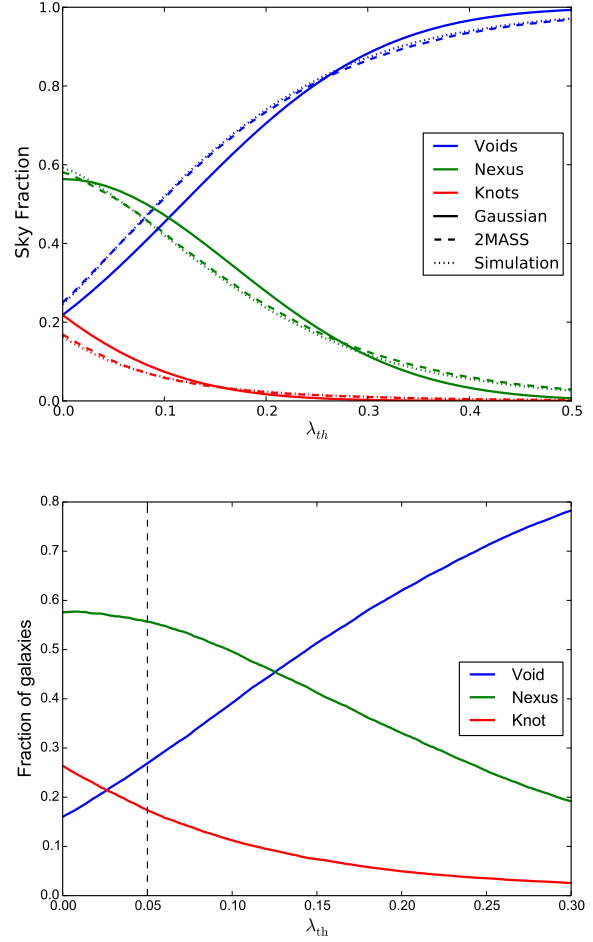 1.0
0.8
0.6
0.4
0.2
0.0
Sky Fraction
Voids
Nexus
Knots
Gaussian
2MASS
Simulation
0.0 0.1 0.2 0.3 0.4 0.5
λth
0.8
0.7
0.6
0.5
0.4
0.3
0.2
0.1
0.0
Fraction of galaxies
Void
Nexus
Knot
0.00 0.05 0.10 0.15 0.20 0.25 0.30
λth